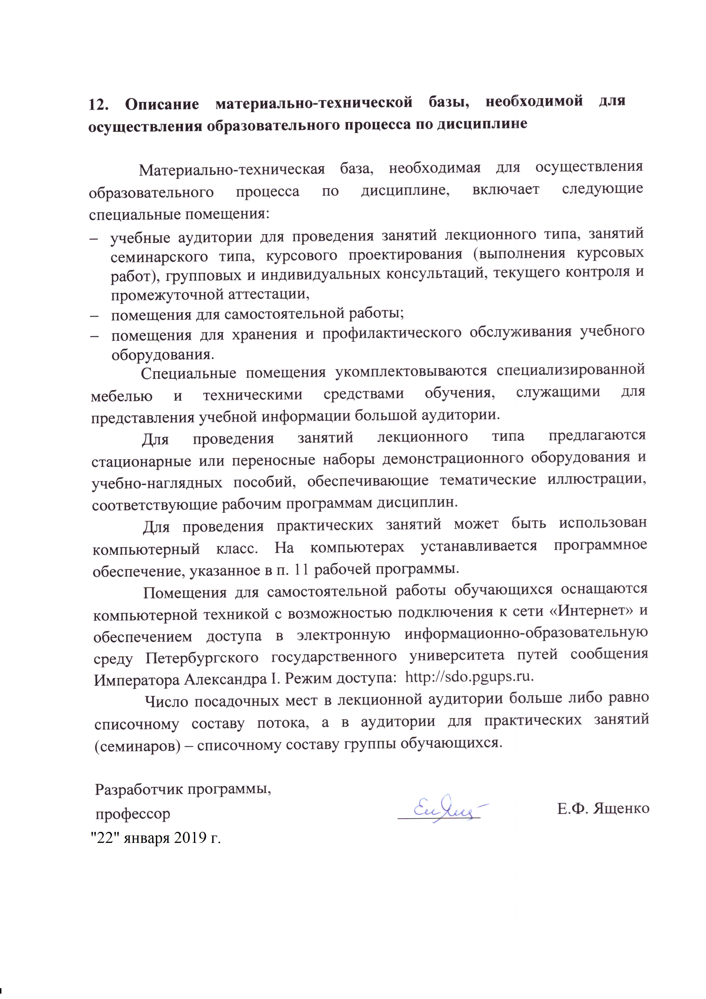 12. Описание материально-технической базы, необходимой для
осуществления образовательного процесса по дисциплине
Материально-техническая база, необходимая для осуществления
образовательного процесса по дисциплине, включает следующие
специальные помещения:
– учебные аудитории для проведения занятий лекционного типа, занятий
семинарского типа, курсового проектирования (выполнения курсовых
работ), групповых и индивидуальных консультаций, текущего контроля и
промежуточной аттестации,
– помещения для самостоятельной работы;
– помещения для хранения и профилактического обслуживания учебного
оборудования.
Специальные помещения укомплектовываются специализированной
мебелью и техническими средствами обучения, служащими для
представления учебной информации большой аудитории.
Для проведения занятий лекционного типа предлагаются
стационарные или переносные наборы демонстрационного оборудования и
учебно-наглядных пособий, обеспечивающие тематические иллюстрации,
соответствующие рабочим программам дисциплин.
Для проведения практических занятий может быть использован
компьютерный класс. На компьютерах устанавливается программное
обеспечение, указанное в п. 11 рабочей программы.
Помещения для самостоятельной работы обучающихся оснащаются
компьютерной техникой с возможностью подключения к сети «Интернет» и
обеспечением доступа в электронную информационно-образовательную
среду Петербургского государственного университета путей сообщения
Императора Александра I. Режим доступа: http://sdo.pgups.ru.
Число посадочных мест в лекционной аудитории больше либо равно
списочному составу потока, а в аудитории для практических занятий
(семинаров) – списочному составу группы обучающихся.
Разработчик программы,
профессор Е.Ф. Ященко
"22" января 2019 г.